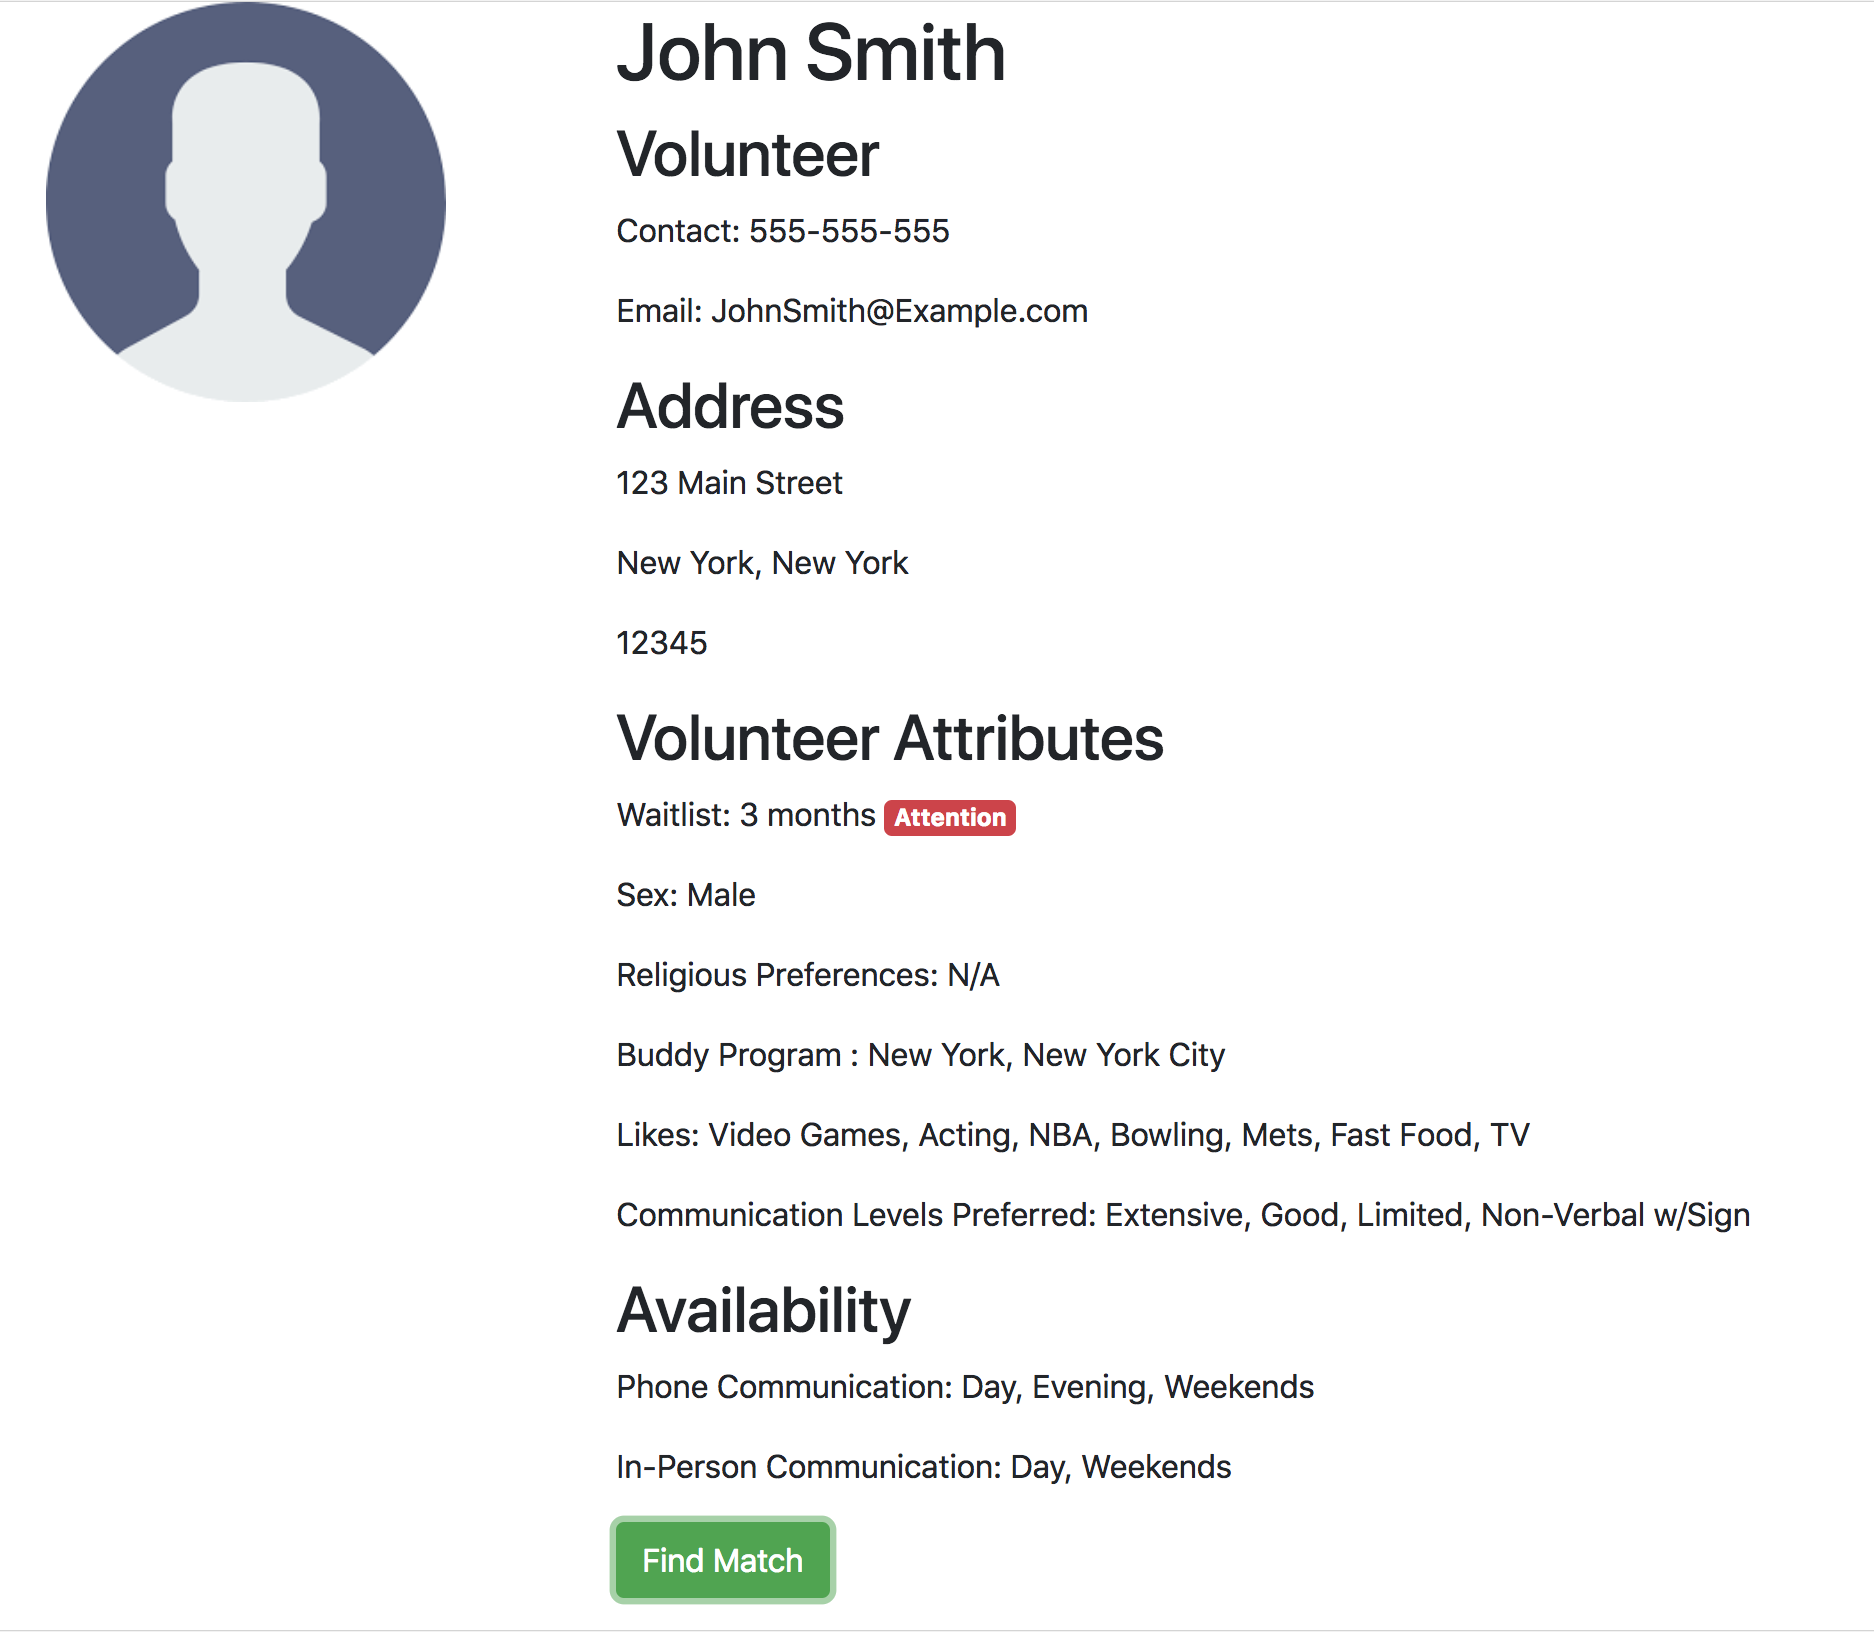 John Smith
Volunteer
Contact: 555-555-555
Email: JohnSmith@Example.com
Address
123 Main Street
New York, New York
12345
Volunteer Attributes
Waitlist: 3 months Attention
Sex: Male
Religious Preferences: N/A
Buddy Program : New York, New York City
Likes: Video Games, Acting, NBA, Bowling, Mets, Fast Food, TV
Communication Levels Preferred: Extensive, Good, Limited, Non-Verbal w/Sign
Availability
Phone Communication: Day, Evening, Weekends
In-Person Communication: Day, Weekends
Find Match